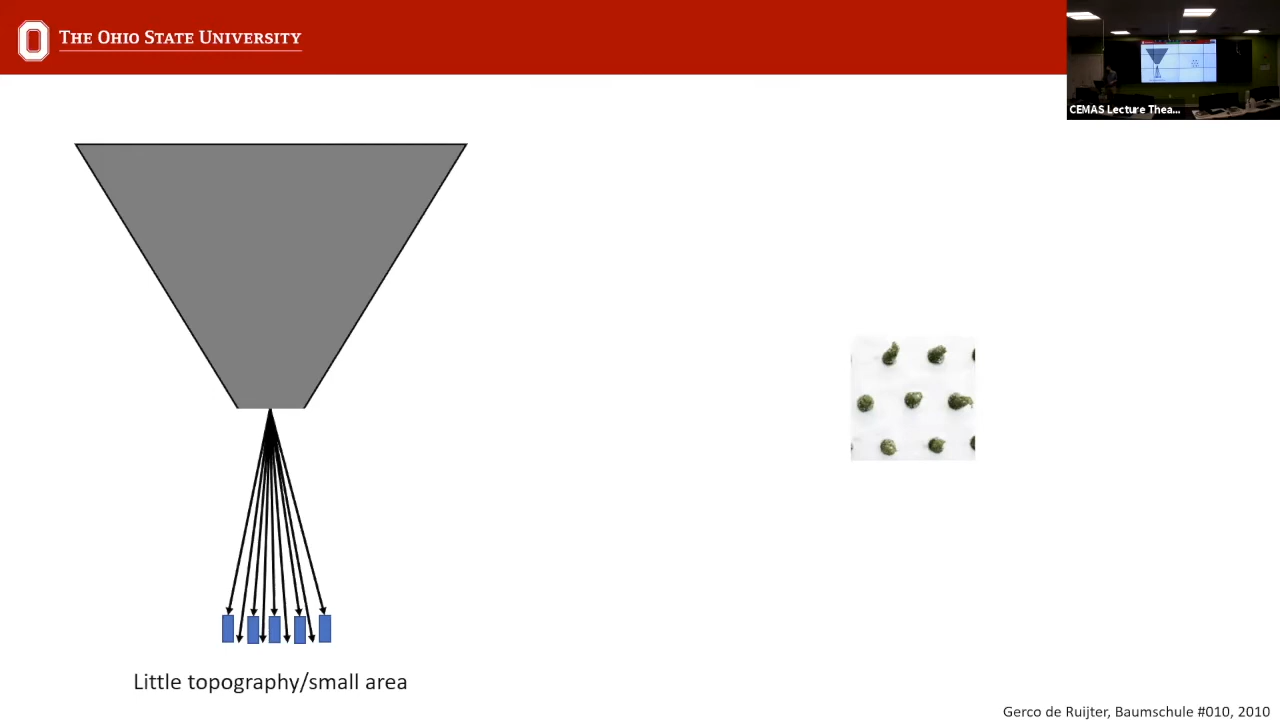 THE OHIO STATE UNIVERSITY
CEMAS Lecture Thea...
Little topography/small area
Gerco de Ruijter, Baumschule #010, 2010